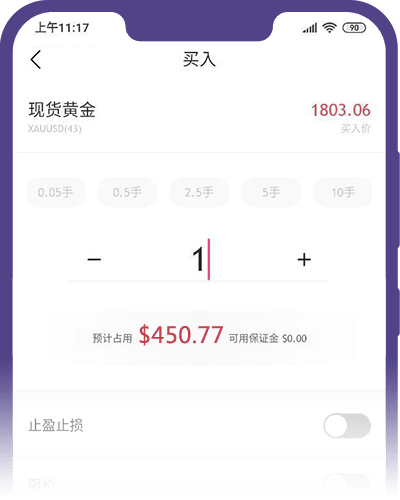 上午11:17
90
买入
现货黄金
1803.06
XAUUSD(43)
买入价
0.05手
0.5手
2.5手
5手
10手
− 1 +
预计占用 $450.77 可用保证金 $0.00
止盈止损
限价